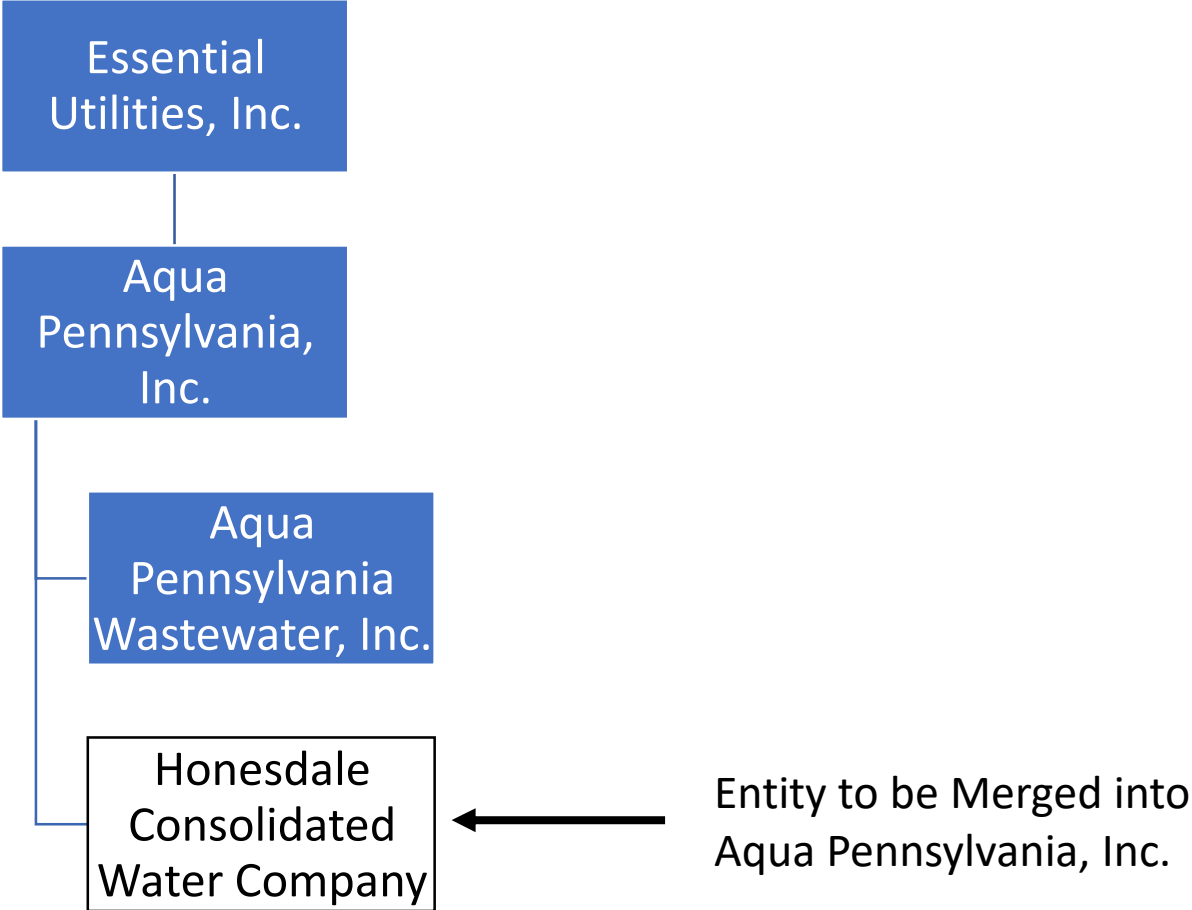 Essential
Utilities, Inc.
Aqua
Pennsylvania,
Inc.
Aqua
Pennsylvania
Wastewater, Inc.
Honesdale
Consolidated
Water Company
Entity to be Merged into
Aqua Pennsylvania, Inc.